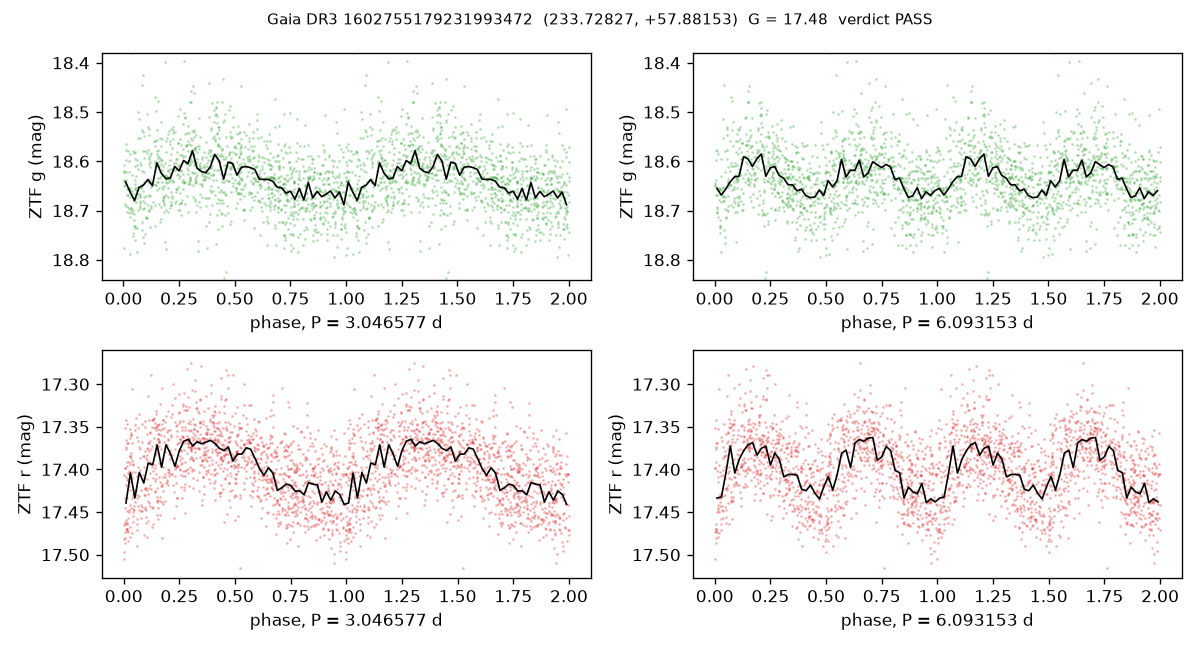 Gaia DR3 1602755179231993472 (233.72827, +57.88153) G = 17.48 verdict PASS
ZTF g (mag)
18.4
18.5
18.6
18.7
18.8
0.00 0.25 0.50 0.75 1.00 1.25 1.50 1.75 2.00
phase, P = 3.046577 d
ZTF g (mag)
18.4
18.5
18.6
18.7
18.8
0.00 0.25 0.50 0.75 1.00 1.25 1.50 1.75 2.00
phase, P = 6.093153 d
ZTF r (mag)
17.30
17.35
17.40
17.45
17.50
0.00 0.25 0.50 0.75 1.00 1.25 1.50 1.75 2.00
phase, P = 3.046577 d
ZTF r (mag)
17.30
17.35
17.40
17.45
17.50
0.00 0.25 0.50 0.75 1.00 1.25 1.50 1.75 2.00
phase, P = 6.093153 d